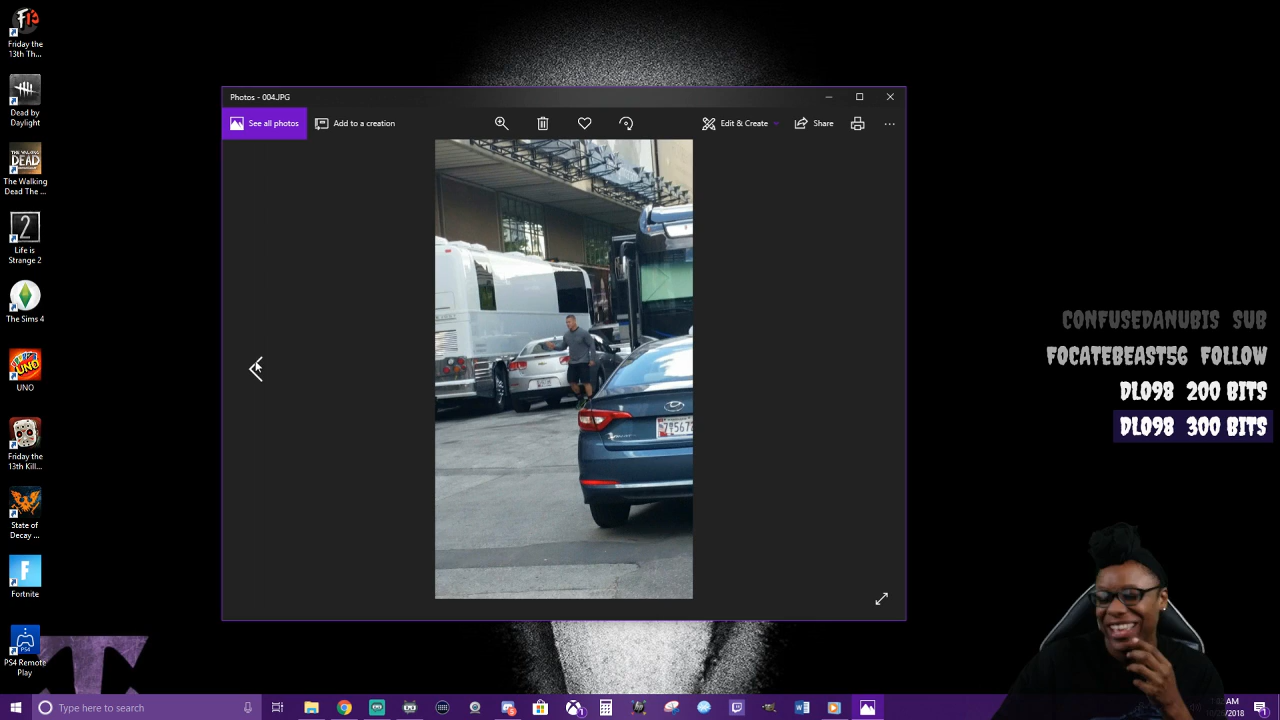 Friday the
13th Th...
Dead by
Daylight
The Walking
Dead The ...
Life is
Strange 2
The Sims 4
UNO
Friday the
13th Kill...
State of
Decay ...
Fortnite
PS4 Remote
Play
Photos - 004.JPG
See all photos
Add to a creation
Edit & Create
Share
CONFUSEDANUBIS SUB
FOCATEBEAST56 FOLLOW
DLO98 200 BITS
DLO98 300 BITS
Type here to search